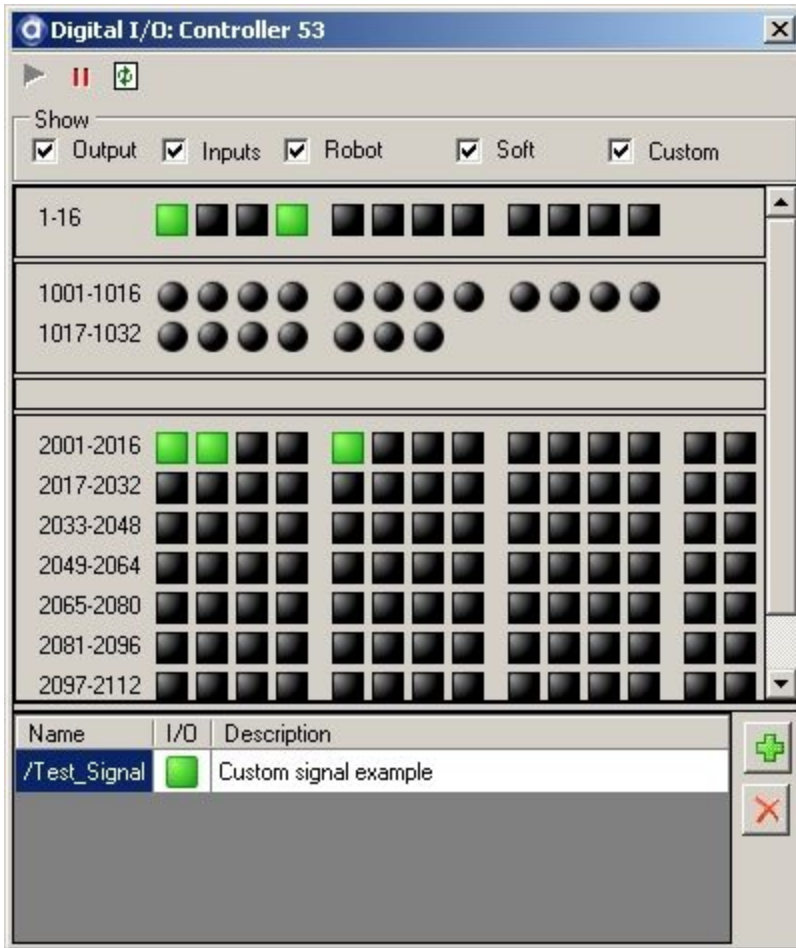 Digital I/O: Controller 53
Show
Output Inputs Robot Soft Custom
1-16
1001-1016
1017-1032
2001-2016
2017-2032
2033-2048
2049-2064
2065-2080
2081-2096
2097-2112
Name I/O Description
/Test_Signal Custom signal example